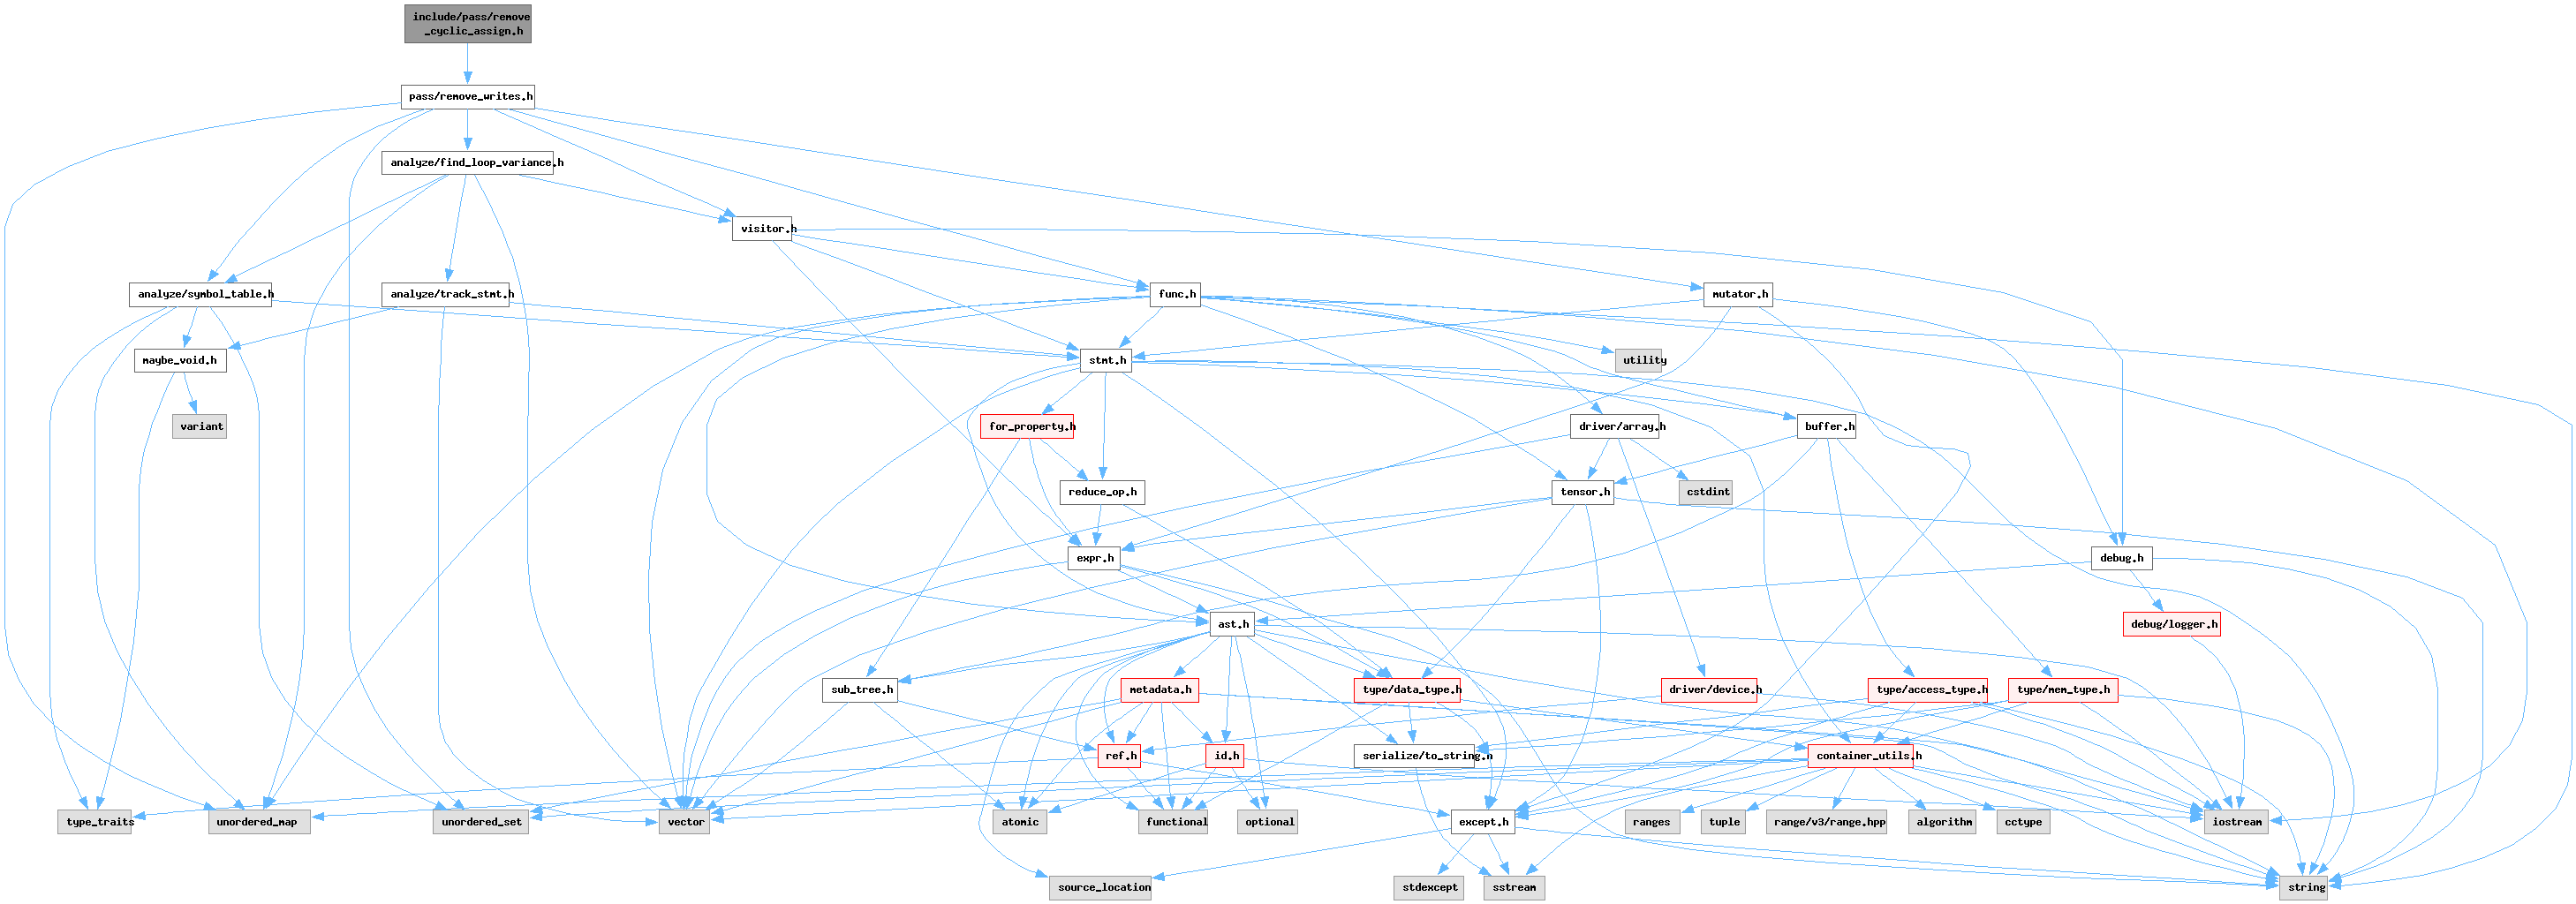 include/pass/remove
_cyclic_assign.h
pass/remove_writes.h
analyze/find_loop_variance.h
visitor.h
analyze/symbol_table.h
analyze/track_stmt.h
func.h
mutator.h
maybe_void.h
stmt.h
utility
variant
for_property.h
driver/array.h
buffer.h
reduce_op.h
tensor.h
cstdint
expr.h
debug.h
ast.h
debug/logger.h
sub_tree.h
metadata.h
type/data_type.h
driver/device.h
type/access_type.h
type/mem_type.h
ref.h
id.h
serialize/to_string.h
container_utils.h
type_traits
unordered_map
unordered_set
vector
atomic
functional
optional
except.h
ranges
tuple
range/v3/range.hpp
algorithm
cctype
iostream
source_location
stdexcept
sstream
string